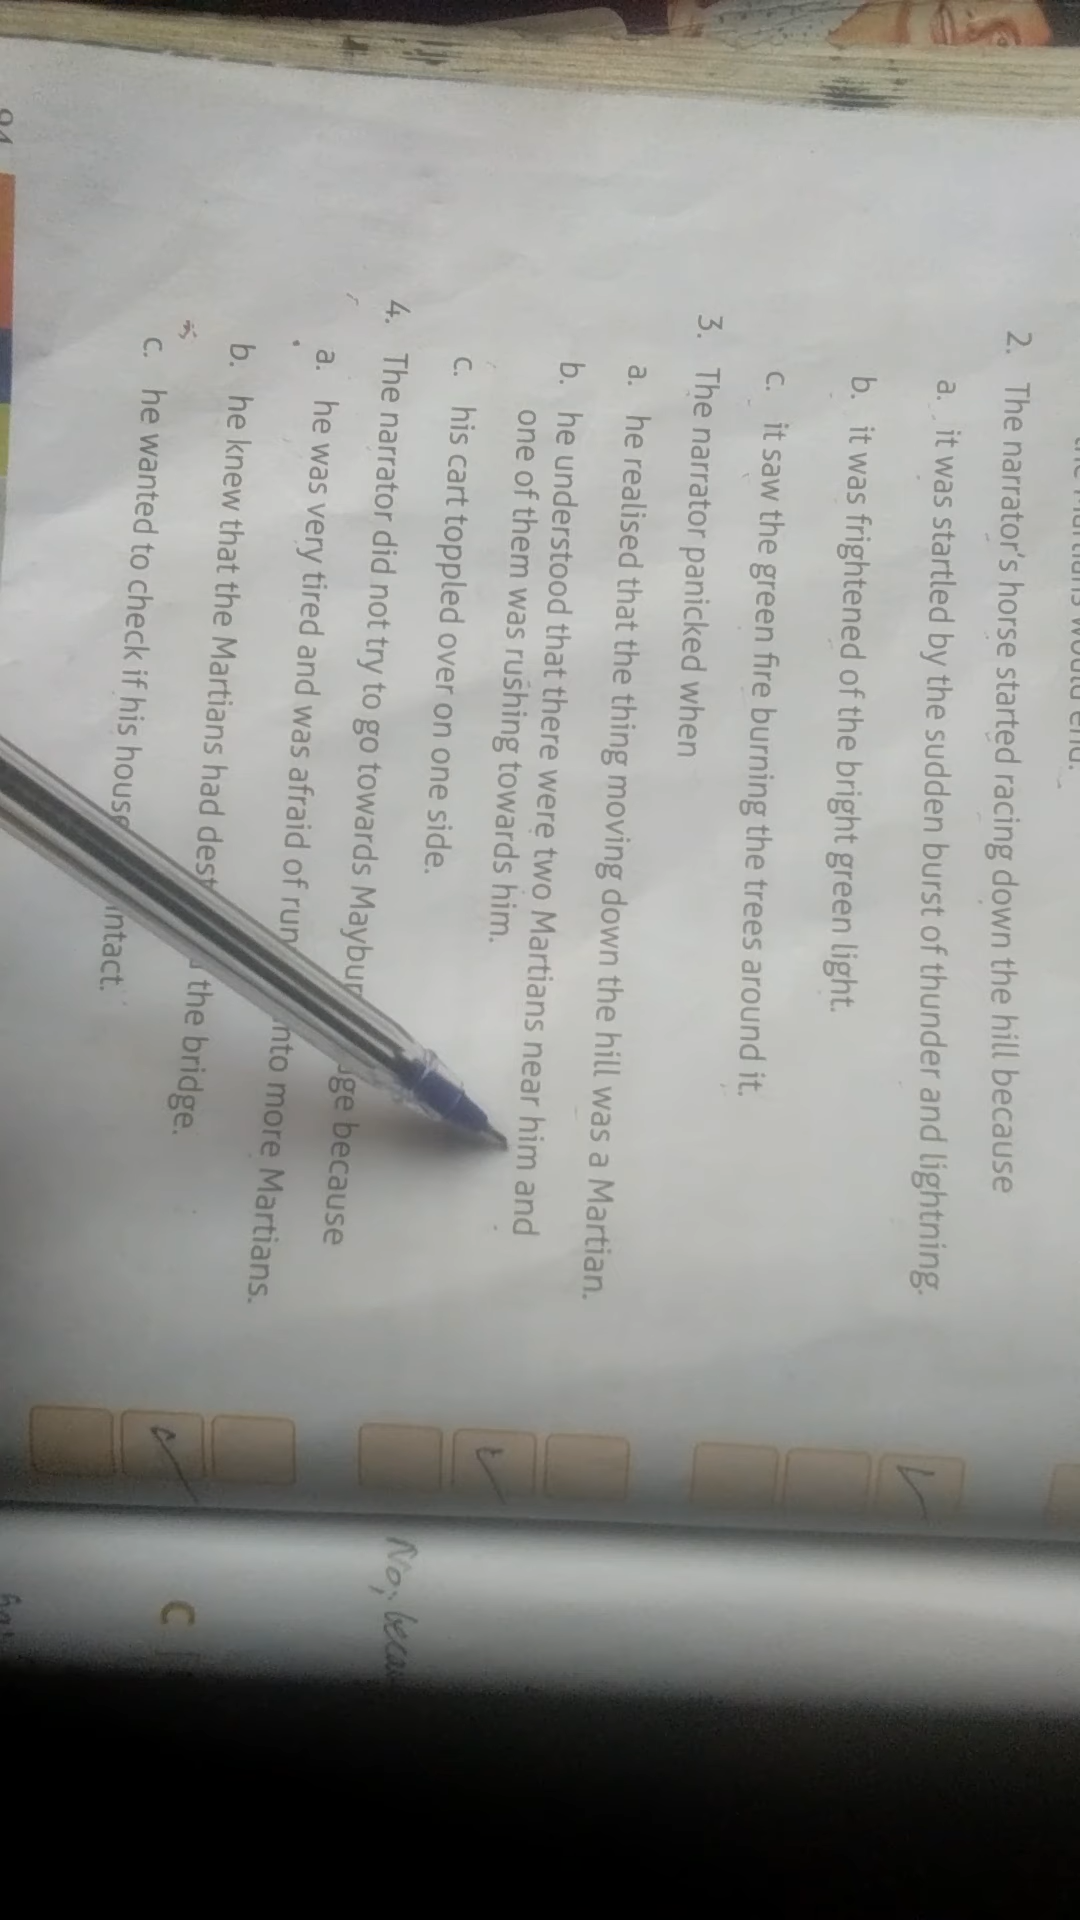 2. The narrator's horse started racing down the hill because
a. it was startled by the sudden burst of thunder and lightning.
b. it was frightened of the bright green light.
c. it saw the green fire burning the trees around it.
3. The narrator panicked when
a. he realised that the thing moving down the hill was a Martian.
b. he understood that there were two Martians near him and
one of them was rushing towards him.
c. his cart toppled over on one side.
4. The narrator did not try to go towards Maybur because
a. he was very tired and was afraid of run nto more Martians.
b. he knew that the Martians had dest the bridge.
c. he wanted to check if his house intact.
No, becau
C